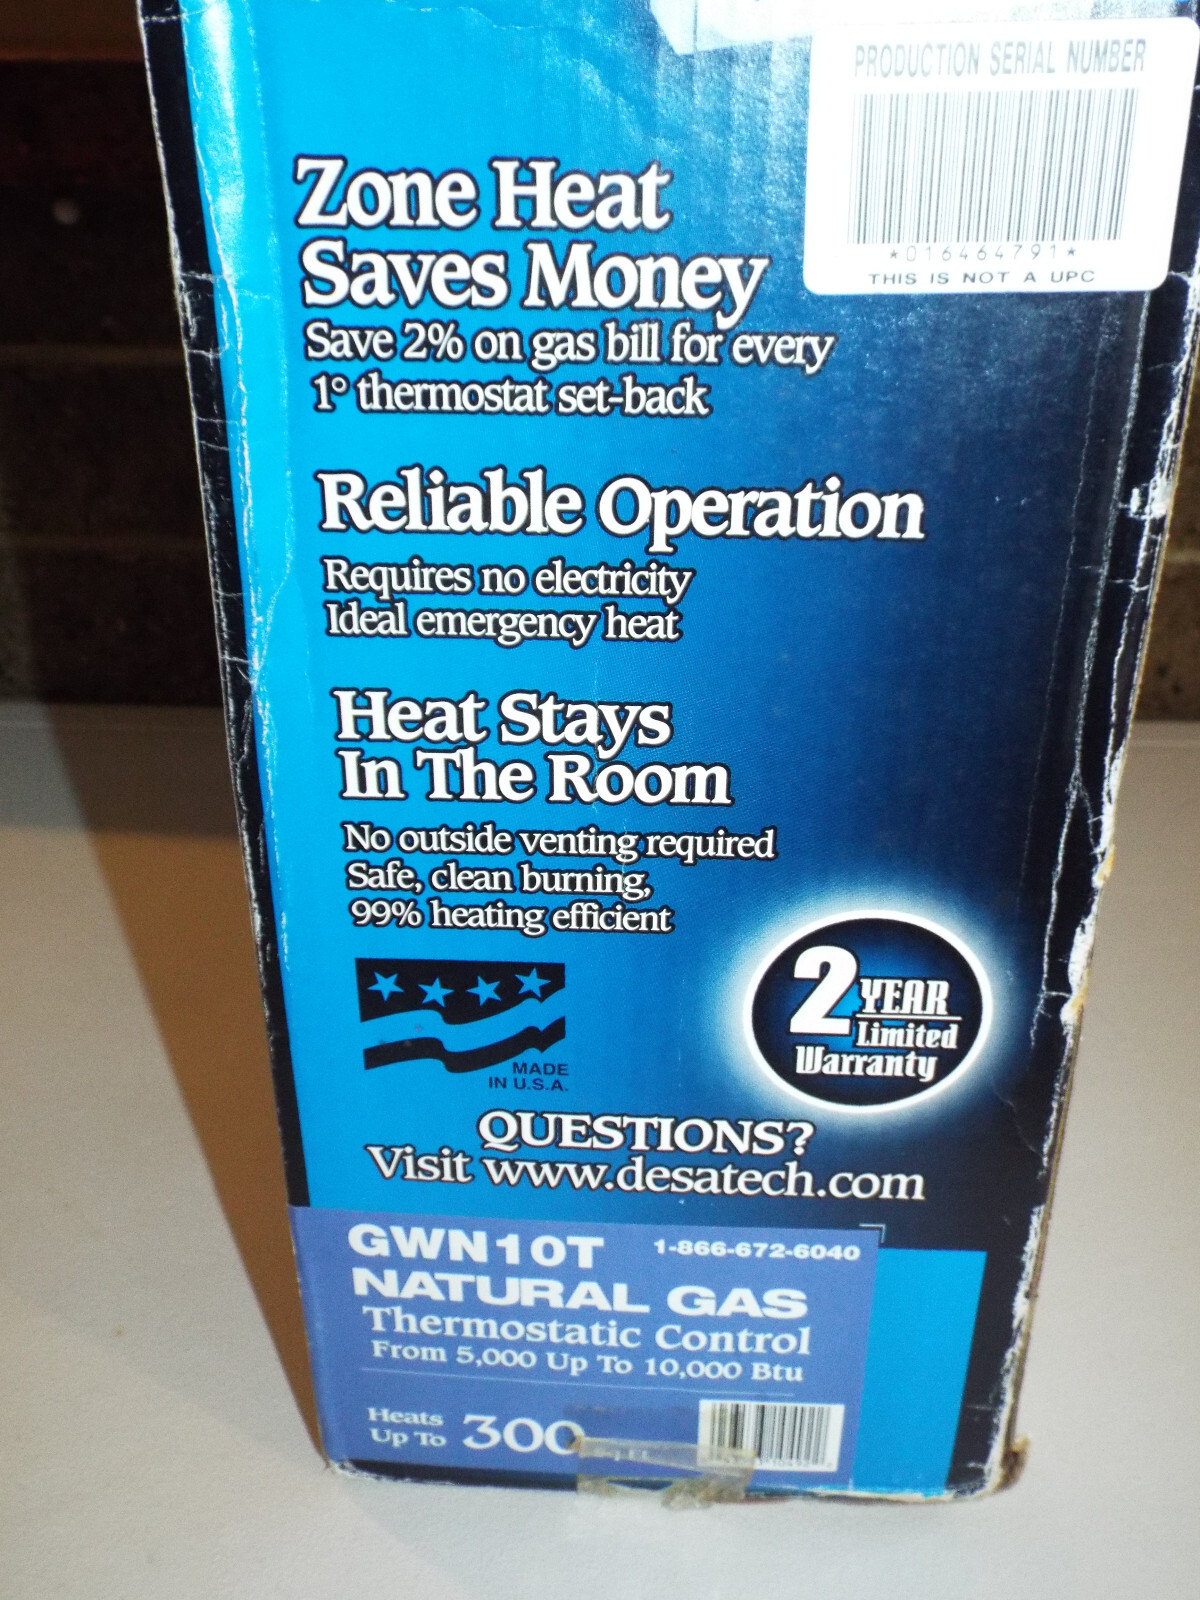 PRODUCTION SERIAL NUMBER
*016464791*
THIS IS NOT A UPC
Zone Heat
Saves Money
Save 2% on gas bill for every
1° thermostat set-back
Reliable Operation
Requires no electricity
Ideal emergency heat
Heat Stays
In The Room
No outside venting required
Safe, clean burning,
99% heating efficient
MADE
IN U.S.A.
2 YEAR
Limited
Warranty
QUESTIONS?
Visit www.desatech.com
GWN10T 1-866-672-6040
NATURAL GAS
Thermostatic Control
From 5,000 Up To 10,000 Btu
Heats
Up To 300